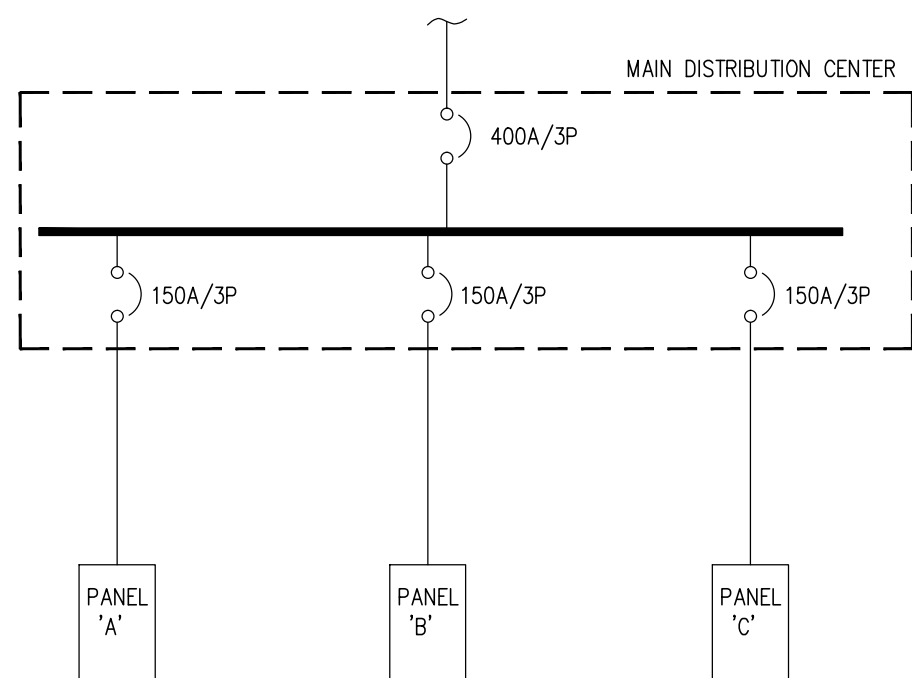 MAIN DISTRIBUTION CENTER
400A/3P
150A/3P
150A/3P
150A/3P
PANEL
'A'
PANEL
'B'
PANEL
'C'